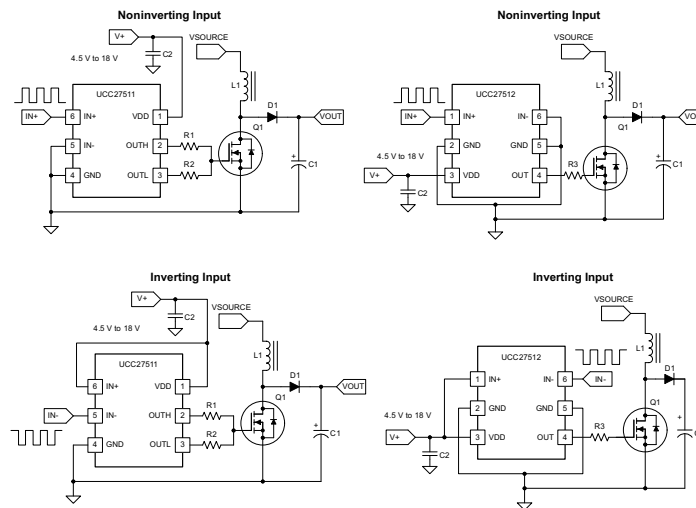 Noninverting Input
V+
VSOURCE
C2
4.5 V to 18 V
L1
UCC27511
D1
IN+
6
IN+
VDD
1
VOUT
R1
Q1
5
IN-
OUTH
2
R2
+
C1
4
GND
OUTL
3
Noninverting Input
VSOURCE
L1
UCC27512
D1
IN+
1
IN+
IN-
6
Q1
2
GND
GND
5
4.5 V to 18 V
R3
+
C1
V+
3
VDD
OUT
4
C2
Inverting Input
V+
C2
VSOURCE
4.5 V to 18 V
L1
UCC27511
D1
6
IN+
VDD
1
VOUT
R1
Q1
IN-
5
IN-
OUTH
2
R2
+
C1
4
GND
OUTL
3
Inverting Input
VSOURCE
L1
UCC27512
D1
1
IN+
IN-
6
IN-
Q1
2
GND
GND
5
4.5 V to 18 V
R3
+
V+
3
VDD
OUT
4
C2